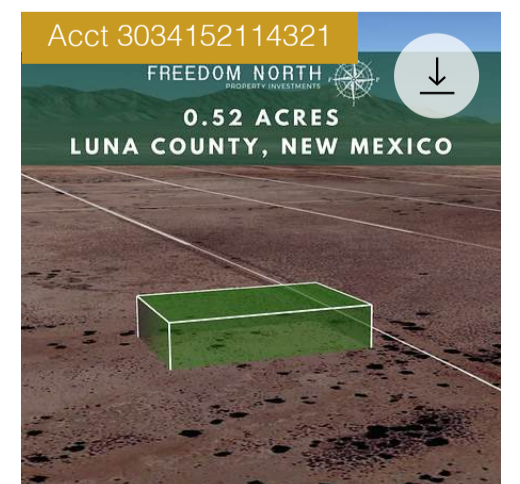 Acct 3034152114321
FREEDOM NORTH
PROPERTY INVESTMENTS
0.52 ACRES
LUNA COUNTY, NEW MEXICO